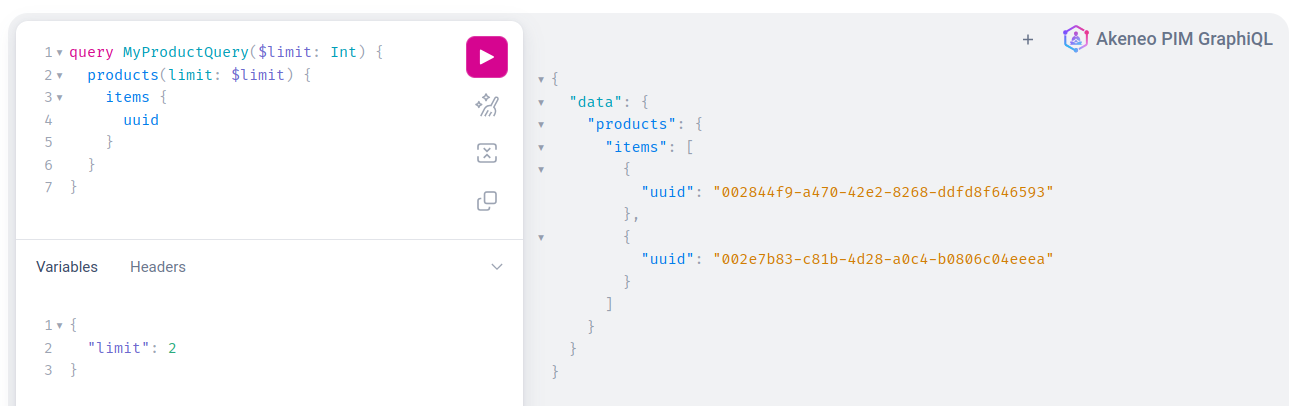 1 query MyProductQuery($limit: Int) {
2   products(limit: $limit) {
3     items {
4       uuid
5     }
6   }
7 }
Variables Headers
1 {
2   "limit": 2
3 }
+ Akeneo PIM GraphiQL
{
  "data": {
    "products": {
      "items": [
        {
          "uuid": "002844f9-a470-42e2-8268-ddfd8f646593"
        },
        {
          "uuid": "002e7b83-c81b-4d28-a0c4-b0806c04eeea"
        }
      ]
    }
  }
}